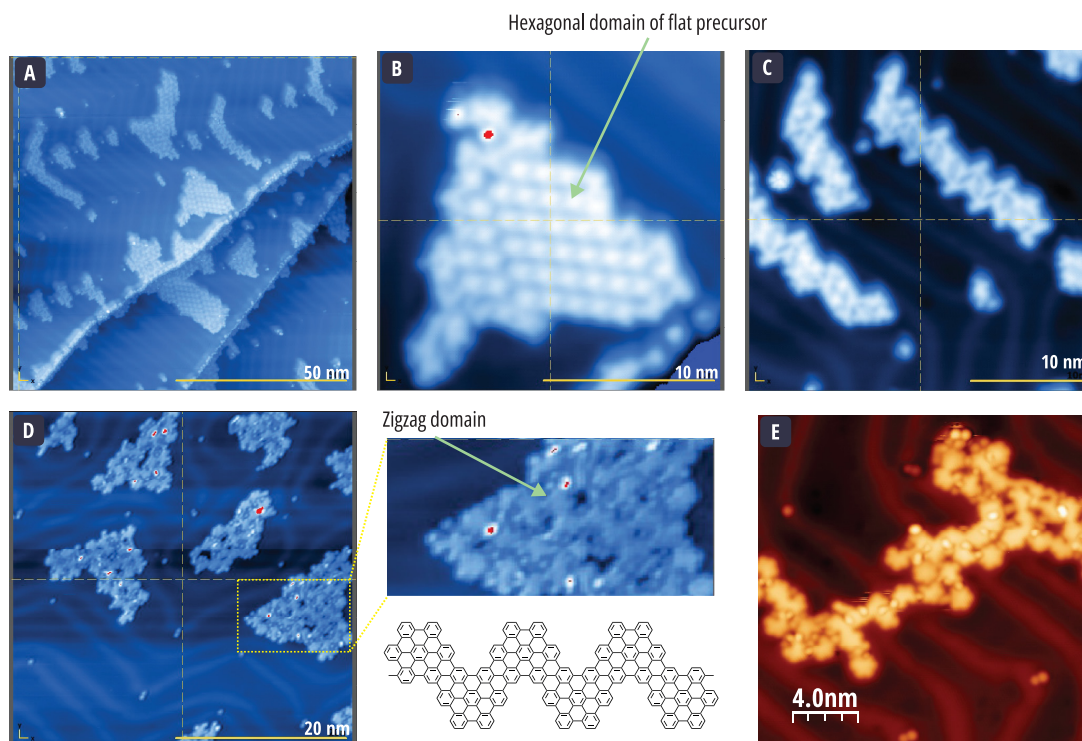 Hexagonal domain of flat precursor
A
B
C
50 nm
10 nm
10 nm
D
Zigzag domain
E
20 nm
4.0nm